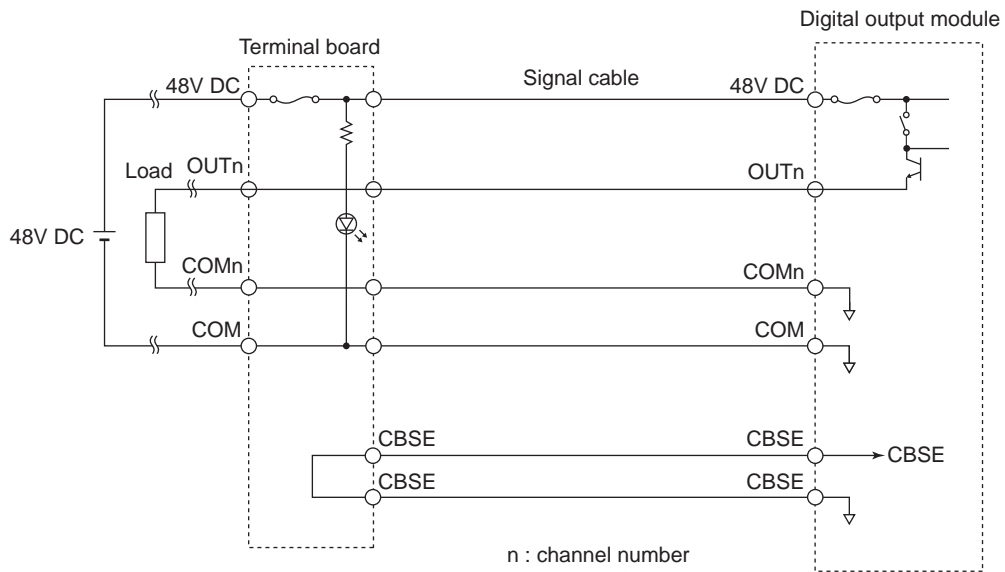 Digital output module
Terminal board
48V DC
Signal cable
48V DC
Load
OUTn
OUTn
48V DC
COMn
COMn
COM
COM
CBSE
CBSE
CBSE
CBSE
CBSE
n : channel number